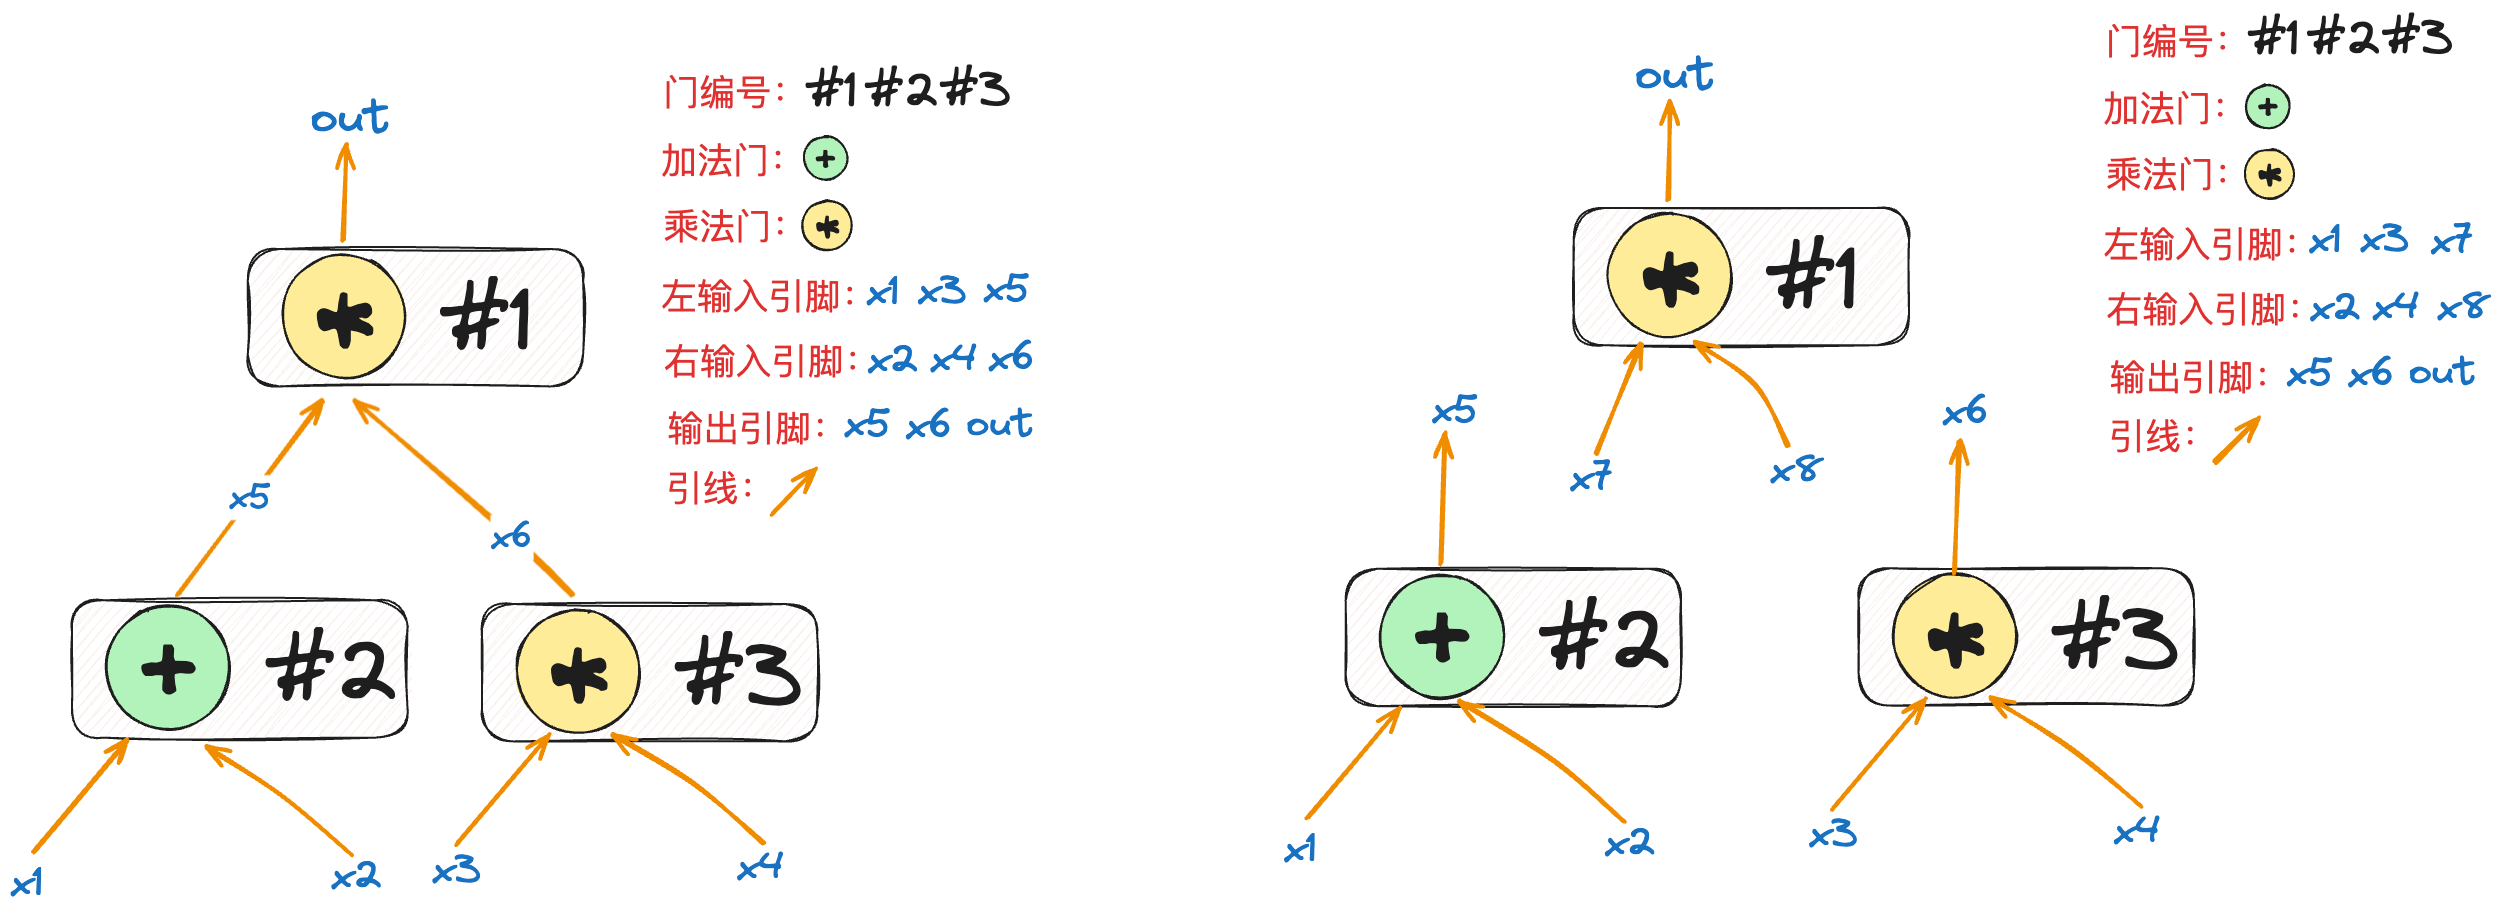 out
* #1
x5
x6
+ #2
* #3
x1
x2
x3
x4
门编号： #1 #2 #3
加法门： +
乘法门： *
左输入引脚： x1 x3 x5
右输入引脚： x2 x4 x6
输出引脚： x5 x6 out
引线：
out
* #1
x5
x7
x8
x6
+ #2
* #3
x1
x2
x3
x4
门编号： #1 #2 #3
加法门： +
乘法门： *
左输入引脚： x1 x3 x7
右输入引脚： x2 x4 x8
输出引脚： x5 x6 out
引线：